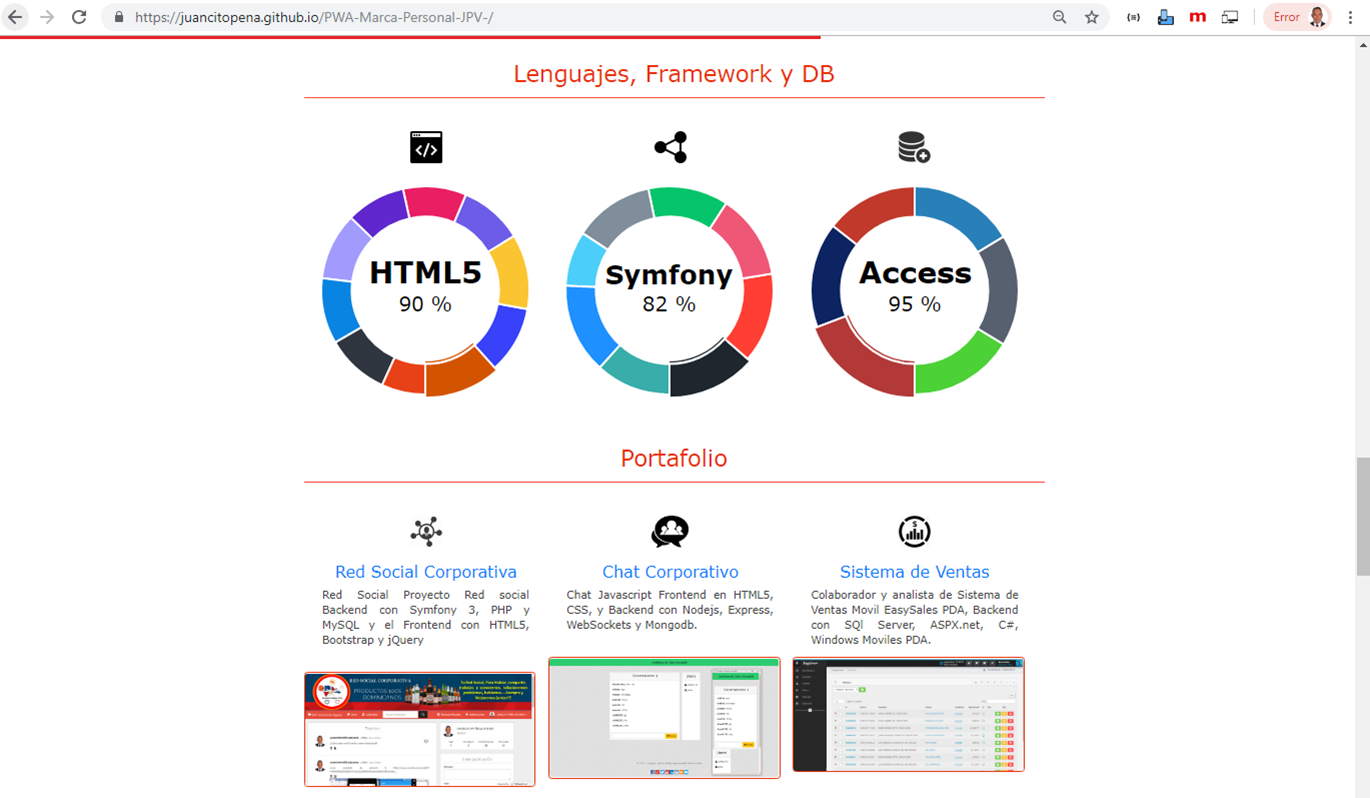 https://juancitopena.github.io/PWA-Marca-Personal-JPV-/
Error
Lenguajes, Framework y DB
HTML5
90 %
Symfony
82 %
Access
95 %
Portafolio
Red Social Corporativa
Red Social Proyecto Red social
Backend con Symfony 3, PHP y
MySQL y el Frontend con HTML5,
Bootstrap y jQuery
Chat Corporativo
Chat Javascript Frontend en HTML5,
CSS, y Backend con Nodejs, Express,
WebSockets y Mongodb.
Sistema de Ventas
Colaborador y analista de Sistema de
Ventas Movil EasySales PDA, Backend
con SQl Server, ASPX.net, C#,
Windows Moviles PDA.
RED SOCIAL CORPORATIVA
PRODUCTOS 100%
DOMINICANOS